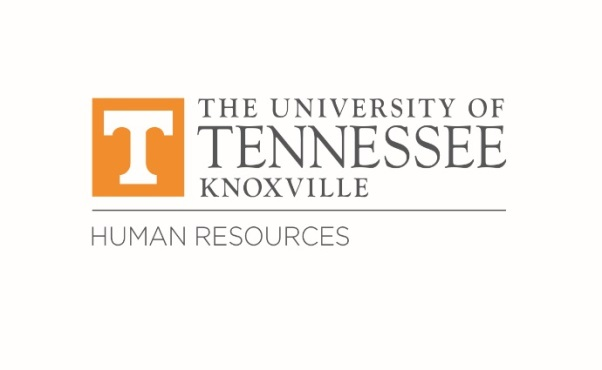 T
THE UNIVERSITY OF
TENNESSEE
KNOXVILLE
HUMAN RESOURCES